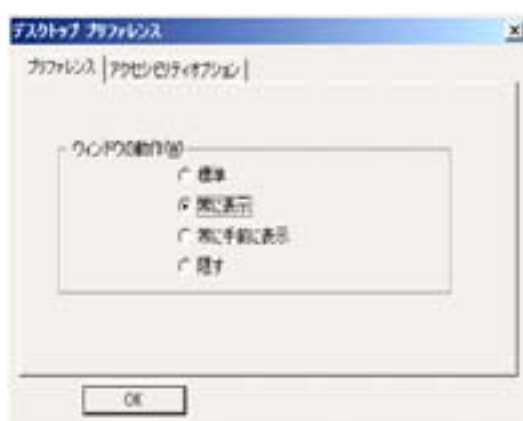 デスクトップ プリファレンス
プリファレンス
アクセシビリティオプション
ウィンドウの動作(W)
標準
常に表示
常に手前に表示
隠す
OK